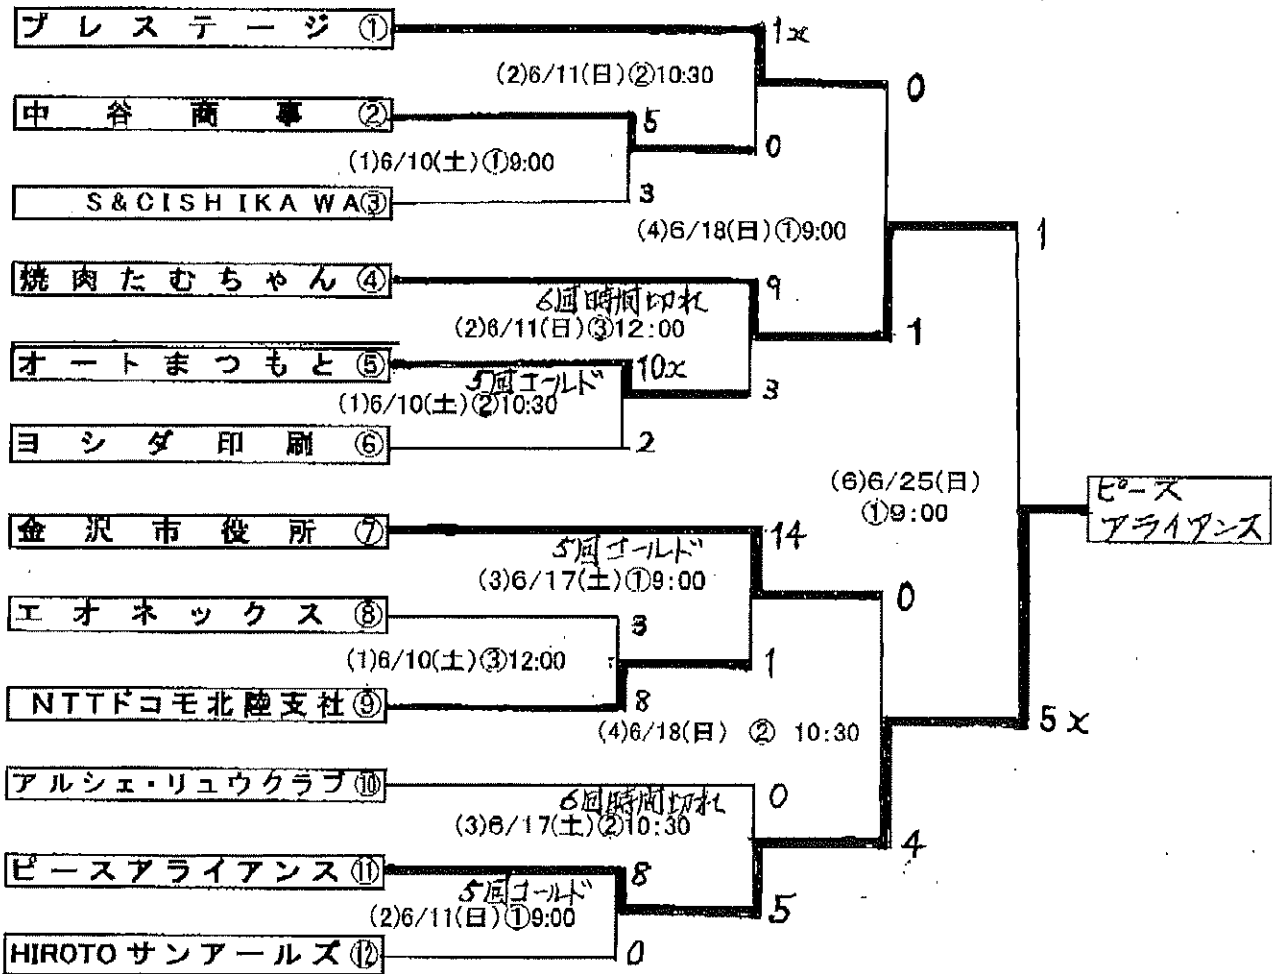 プレステージ ①
1x
(2)6/11(日)②10:30
0
中谷商事 ②
5
0
(1)6/10(土)①9:00
S&CISHIKAWA③
3
(4)6/18(日)①9:00
1
焼肉たむちゃん ④
9
6回時間切れ
(2)6/11(日)③12:00
1
オートまつもと ⑤
10x
5回コールド
3
(1)6/10(土)②10:30
ヨシダ印刷 ⑥
2
(6)6/25(日)
①9:00
ピース
アライアンス
金沢市役所 ⑦
14
5回コールド
(3)6/17(土)①9:00
0
エオネックス ⑧
3
(1)6/10(土)③12:00
1
NTTドコモ北陸支社⑨
8
(4)6/18(日) ② 10:30
5x
アルシェ・リュウクラブ⑩
0
6回時間切れ
(3)6/17(土)②10:30
4
ピースアライアンス⑪
8
5回コールド
(2)6/11(日)①9:00
5
HIROTOサンアールズ⑫
0